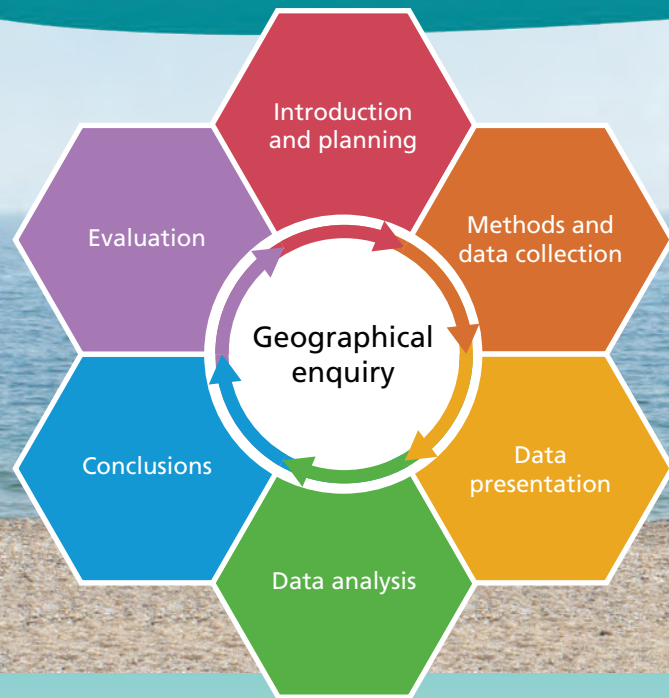 Introduction
and planning
Methods and
data collection
Data
presentation
Data analysis
Conclusions
Evaluation
Geographical
enquiry